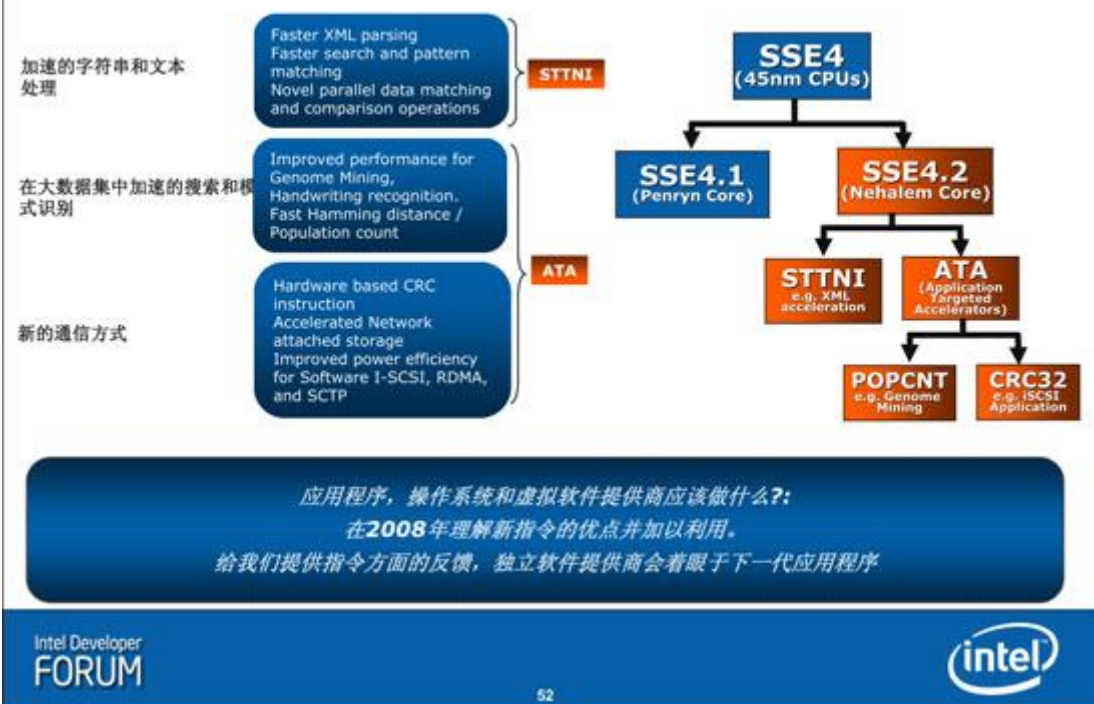 加速的字符串和文本
处理
Faster XML parsing
Faster search and pattern
matching
Novel parallel data matching
and comparison operations
STTNI
在大数据集中加速的搜索和模
式识别
Improved performance for
Genome Mining,
Handwriting recognition.
Fast Hamming distance /
Population count
新的通信方式
Hardware based CRC
instruction
Accelerated Network
attached storage
Improved power efficiency
for Software I-SCSI, RDMA,
and SCTP
ATA
SSE4
(45nm CPUs)
SSE4.1
(Penryn Core)
SSE4.2
(Nehalem Core)
STTNI
e.g. XML
acceleration
ATA
(Application
Targeted
Accelerators)
POPCNT
e.g. Genome
Mining
CRC32
e.g. iSCSI
Application
应用程序，操作系统和虚拟软件提供商应该做什么?:
在2008年理解新指令的优点并加以利用。
给我们提供指令方面的反馈，独立软件提供商会着眼于下一代应用程序
Intel Developer
FORUM
52
intel